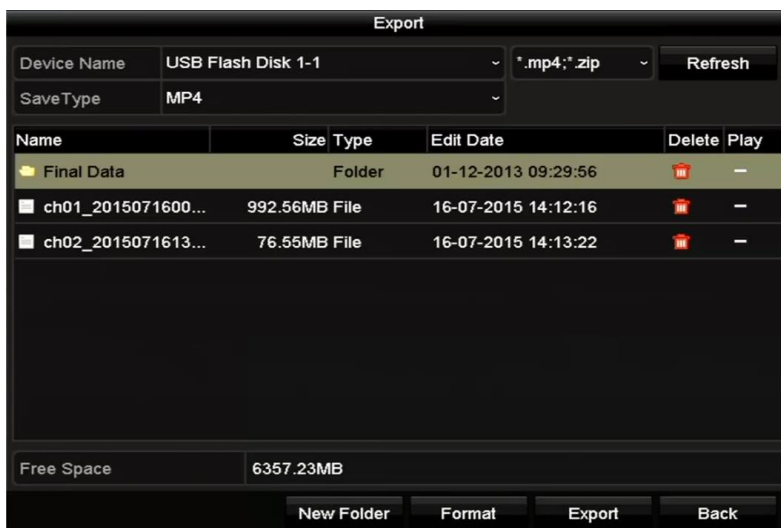 Export
Device Name USB Flash Disk 1-1 *.mp4;*.zip Refresh
SaveType MP4
Name Size Type Edit Date Delete Play
Final Data Folder 01-12-2013 09:29:56
ch01_2015071600... 992.56MB File 16-07-2015 14:12:16
ch02_2015071613... 76.55MB File 16-07-2015 14:13:22
Free Space 6357.23MB
New Folder Format Export Back